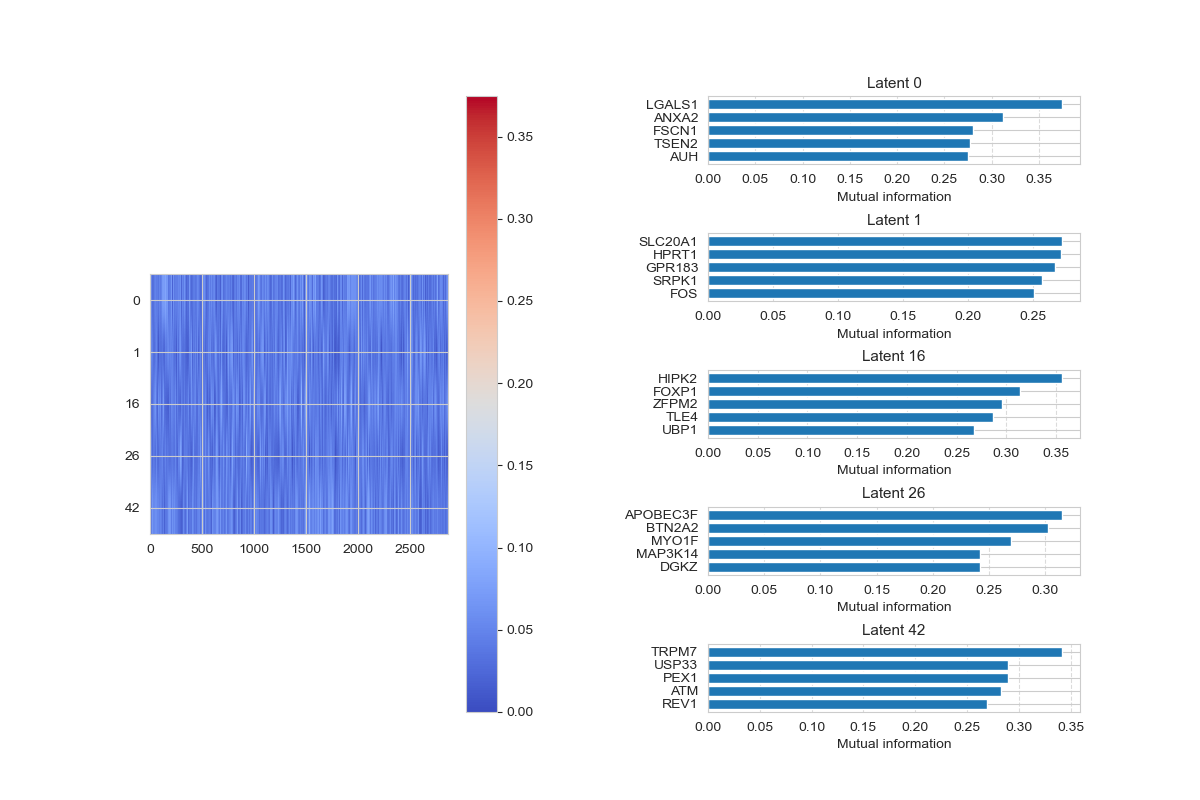 0
1
16
26
42
0 500 1000 1500 2000 2500
0.35
0.30
0.25
0.20
0.15
0.10
0.05
0.00
Latent 0
LGALS1
ANXA2
FSCN1
TSEN2
AUH
0.00 0.05 0.10 0.15 0.20 0.25 0.30 0.35
Mutual information
Latent 1
SLC20A1
HPRT1
GPR183
SRPK1
FOS
0.00 0.05 0.10 0.15 0.20 0.25
Mutual information
Latent 16
HIPK2
FOXP1
ZFPM2
TLE4
UBP1
0.00 0.05 0.10 0.15 0.20 0.25 0.30 0.35
Mutual information
Latent 26
APOBEC3F
BTN2A2
MYO1F
MAP3K14
DGKZ
0.00 0.05 0.10 0.15 0.20 0.25 0.30
Mutual information
Latent 42
TRPM7
USP33
PEX1
ATM
REV1
0.00 0.05 0.10 0.15 0.20 0.25 0.30 0.35
Mutual information